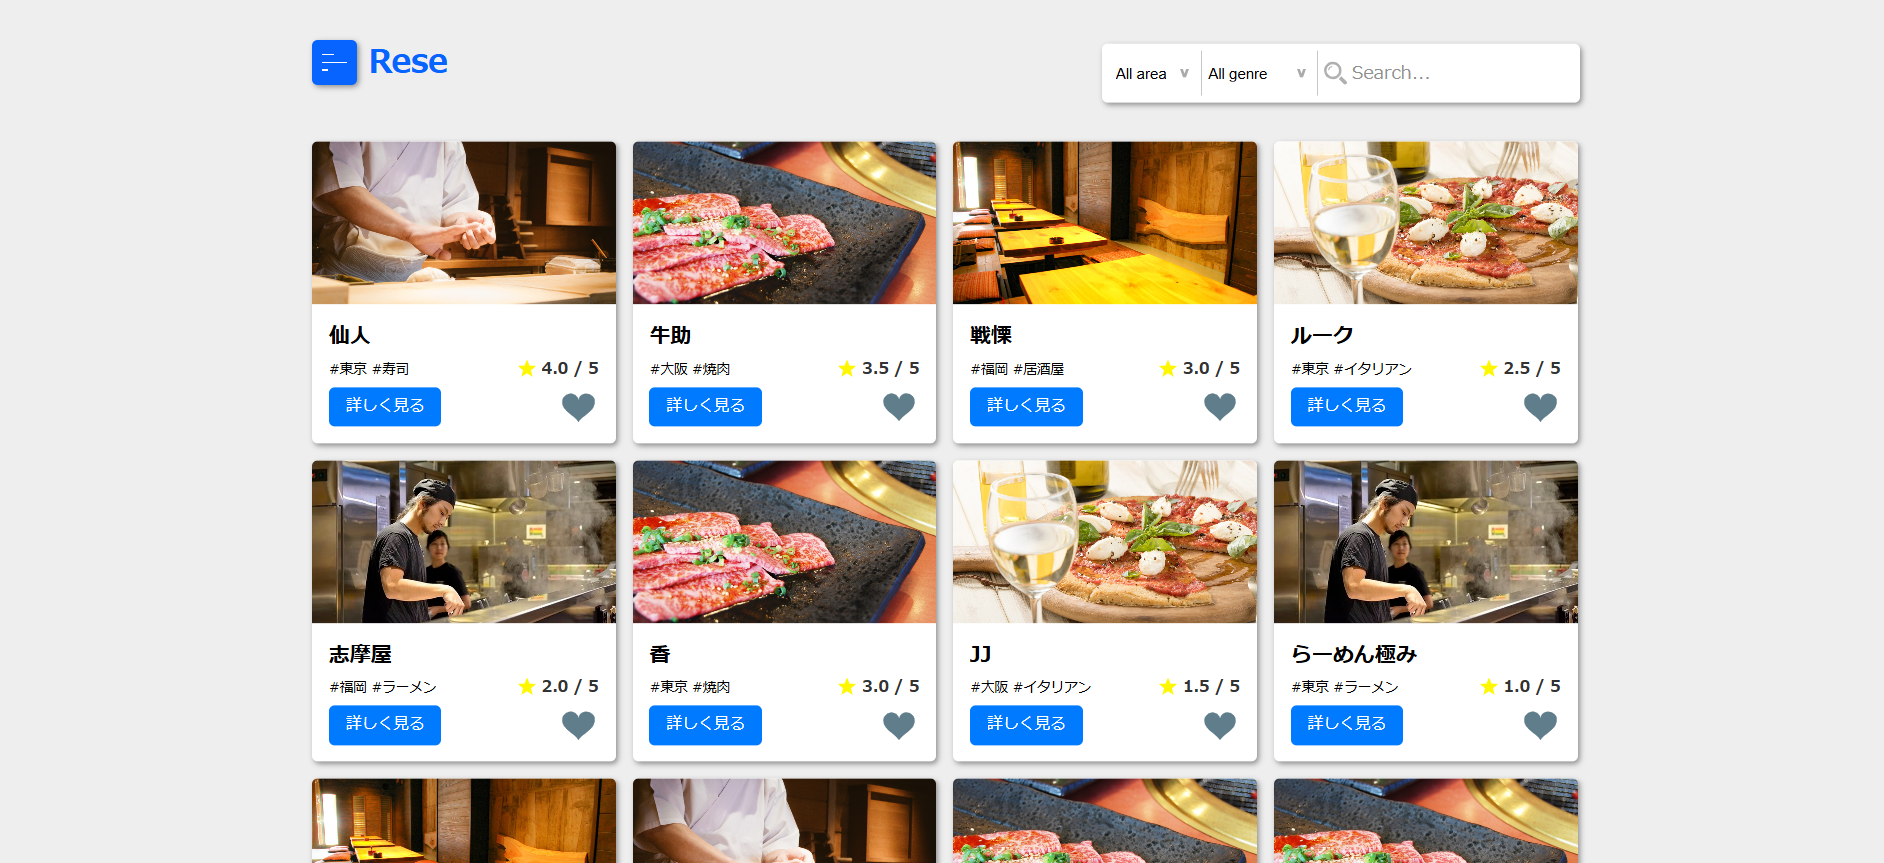 Rese
All area All genre Search...
仙人
#東京 #寿司 ★ 4.0 / 5
詳しく見る
牛助
#大阪 #焼肉 ★ 3.5 / 5
詳しく見る
戦慄
#福岡 #居酒屋 ★ 3.0 / 5
詳しく見る
ルーク
#東京 #イタリアン ★ 2.5 / 5
詳しく見る
志摩屋
#福岡 #ラーメン ★ 2.0 / 5
詳しく見る
香
#東京 #焼肉 ★ 3.0 / 5
詳しく見る
JJ
#大阪 #イタリアン ★ 1.5 / 5
詳しく見る
らーめん極み
#東京 #ラーメン ★ 1.0 / 5
詳しく見る